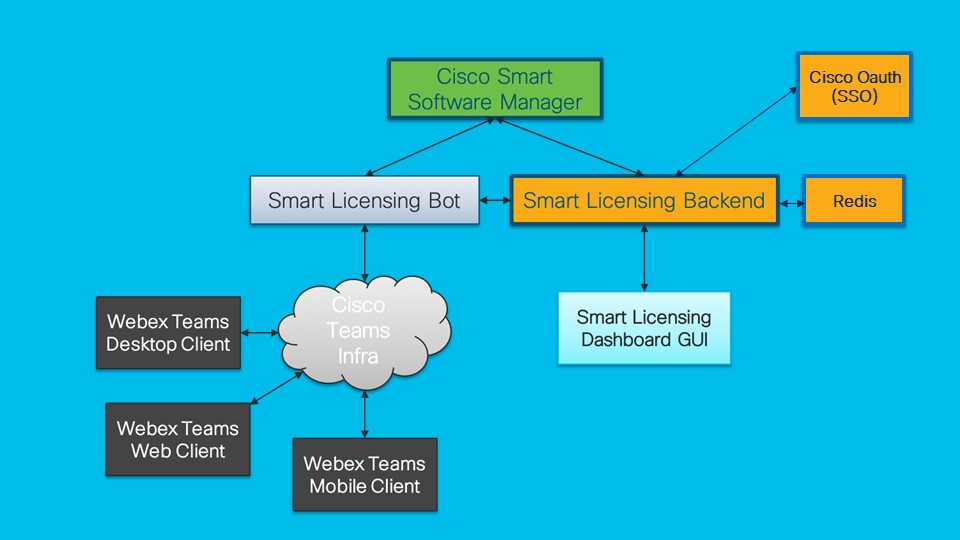 Cisco Smart
Software Manager
Cisco Oauth
(SSO)
Smart Licensing Bot
Smart Licensing Backend
Redis
Cisco
Teams
Infra
Webex Teams
Desktop Client
Smart Licensing
Dashboard GUI
Webex Teams
Web Client
Webex Teams
Mobile Client